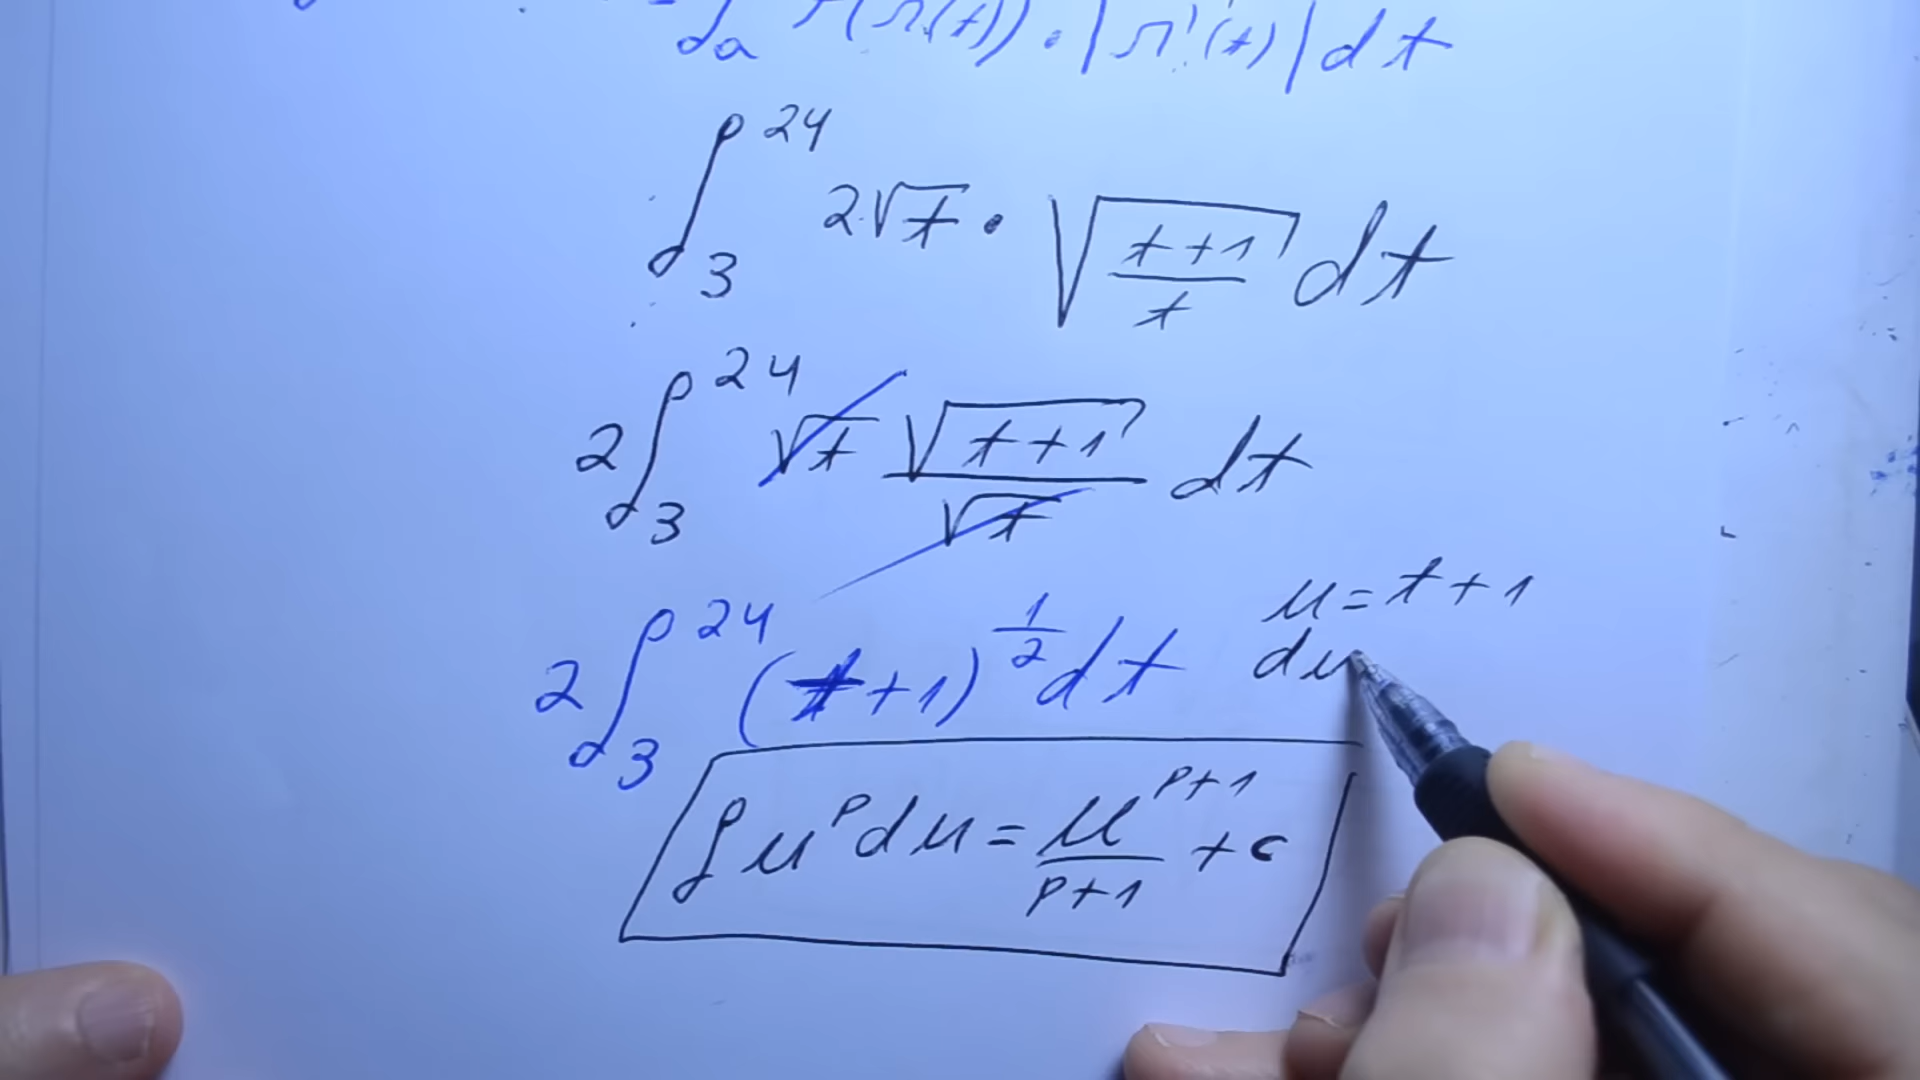 ∫a f(r(t)) · |r'(t)| dt
∫₃²⁴ 2√t · √((t+1)/t) dt
2∫₃²⁴ √t √(t+1)/√t dt
2∫₃²⁴ (t+1)^(1/2) dt
u = t+1
du
∫u^p du = u^(p+1)/(p+1) + c